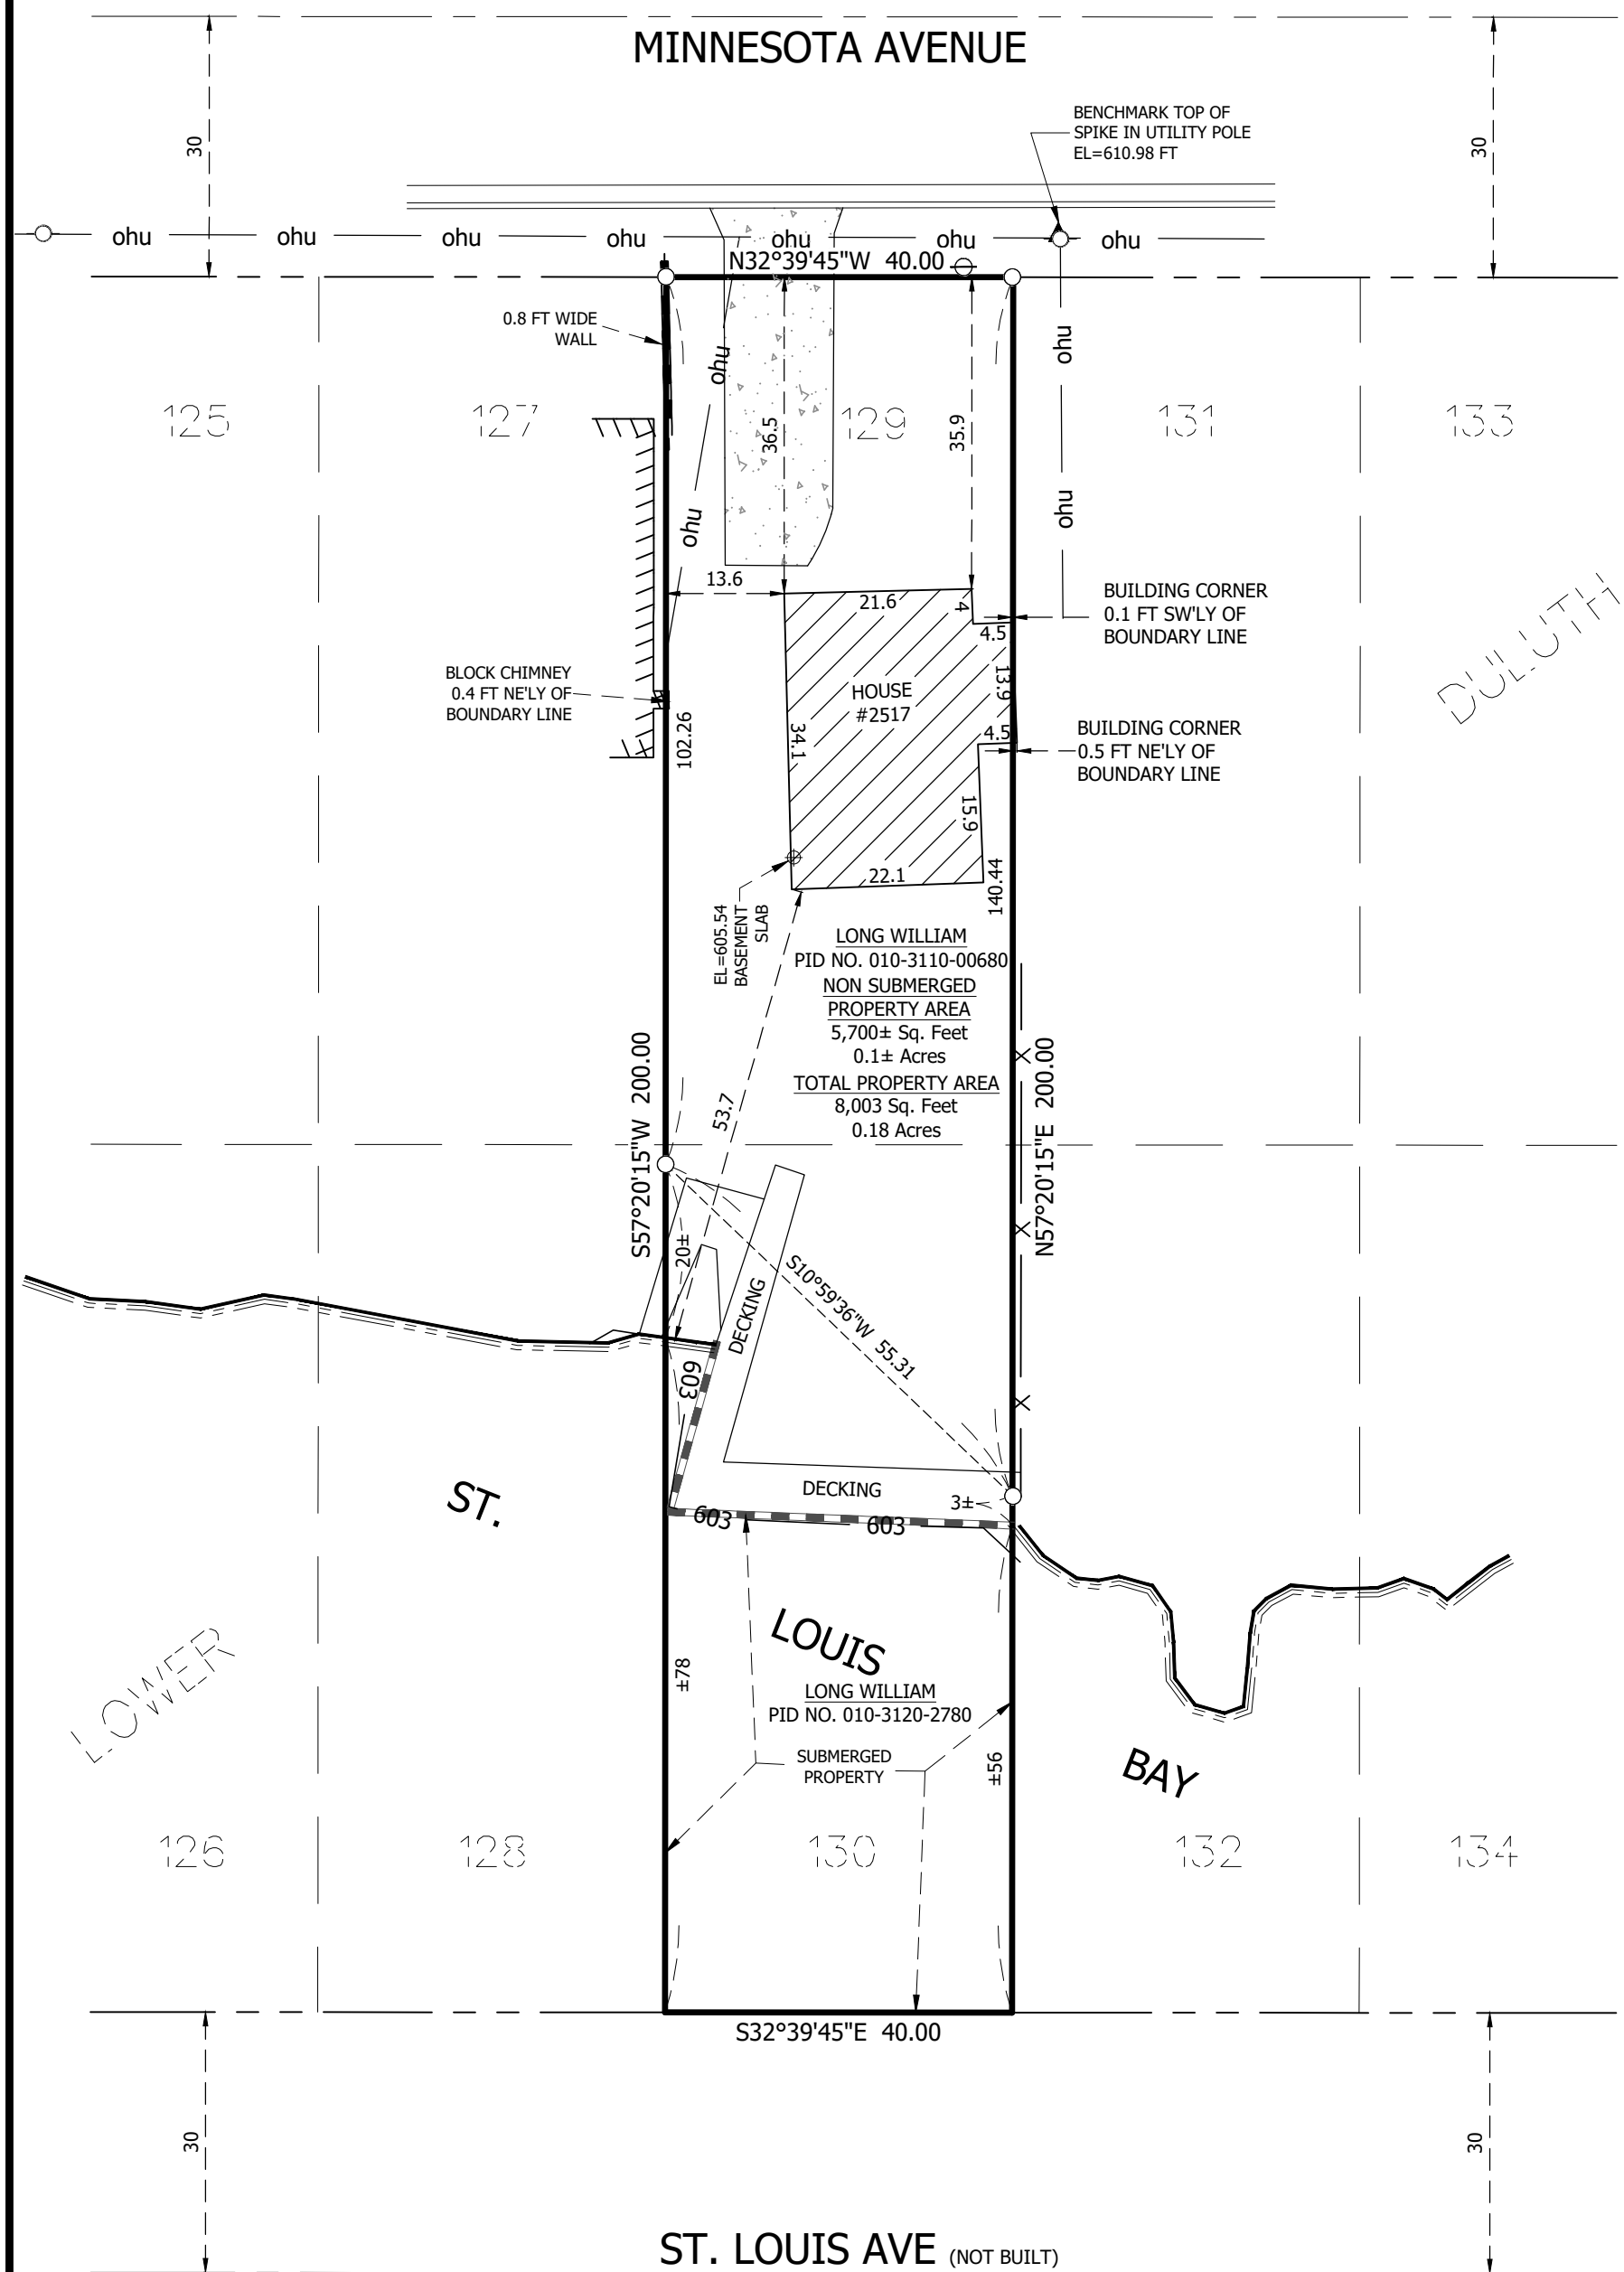 MINNESOTA AVENUE
30
30
BENCHMARK TOP OF
SPIKE IN UTILITY POLE
EL=610.98 FT
ohu
ohu
ohu
ohu
ohu
ohu
ohu
N32°39'45"W 40.00
0.8 FT WIDE
WALL
ohu
ohu
ohu
ohu
125
127
129
131
133
36.5
35.9
13.6
21.6
4
4.5
BUILDING CORNER
0.1 FT SW'LY OF
BOUNDARY LINE
DULUTH
BLOCK CHIMNEY
0.4 FT NE'LY OF
BOUNDARY LINE
HOUSE
#2517
13.9
4.5
BUILDING CORNER
0.5 FT NE'LY OF
BOUNDARY LINE
102.26
34.1
15.9
22.1
140.44
EL=605.54
BASEMENT
SLAB
LONG WILLIAM
PID NO. 010-3110-00680
NON SUBMERGED
PROPERTY AREA
5,700± Sq. Feet
0.1± Acres
TOTAL PROPERTY AREA
8,003 Sq. Feet
0.18 Acres
53.7
S57°20'15"W 200.00
N57°20'15"E 200.00
20±
DECKING
S10°59'36"W 55.31
603
DECKING
3±
603
603
ST.
LOUIS
BAY
LOWER
±78
LONG WILLIAM
PID NO. 010-3120-2780
SUBMERGED
PROPERTY
±56
126
128
130
132
134
S32°39'45"E 40.00
30
30
ST. LOUIS AVE (NOT BUILT)